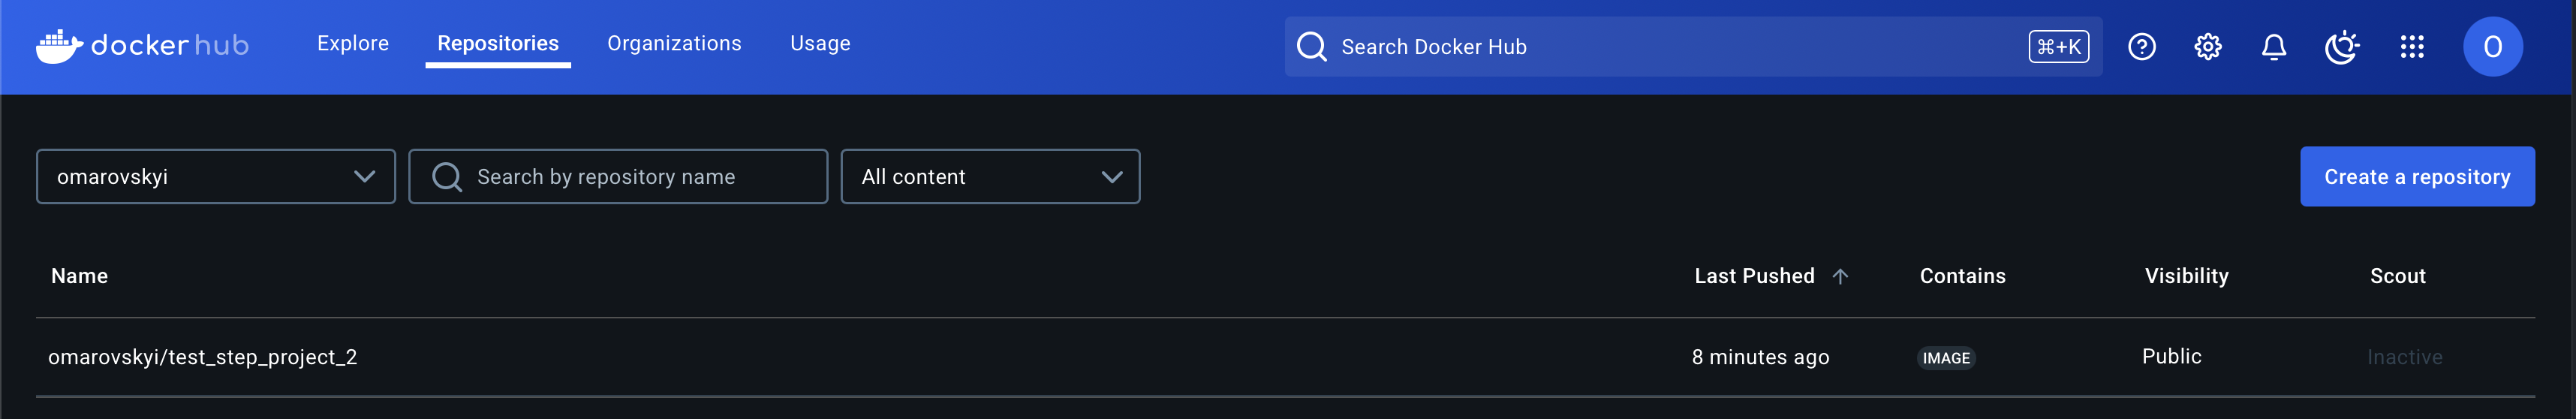 docker hub Explore Repositories Organizations Usage Search Docker Hub ⌘+K O
omarovskyi Search by repository name All content Create a repository
Name Last Pushed Contains Visibility Scout
omarovskyi/test_step_project_2 8 minutes ago IMAGE Public Inactive